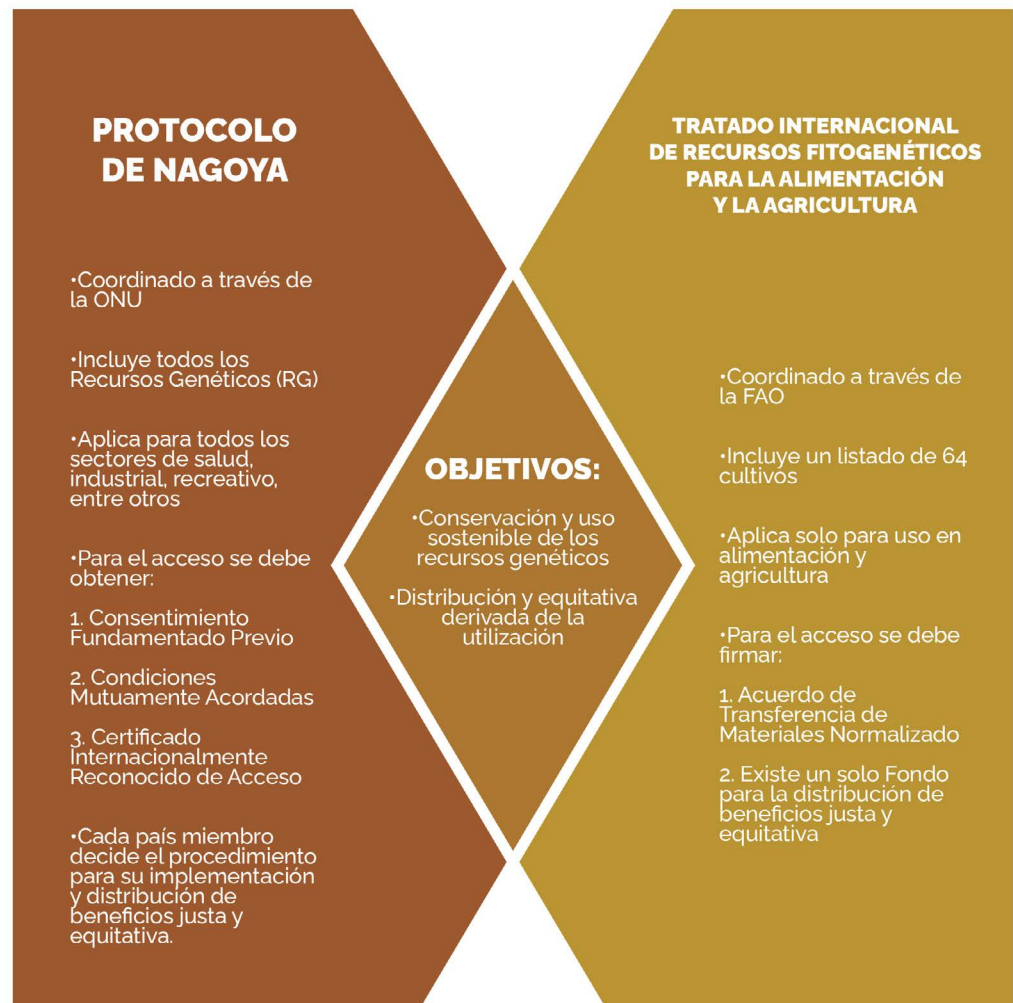 PROTOCOLO
DE NAGOYA
•Coordinado a través de
la ONU
•Incluye todos los
Recursos Genéticos (RG)
•Aplica para todos los
sectores de salud,
industrial, recreativo,
entre otros
•Para el acceso se debe
obtener:
1. Consentimiento
Fundamentado Previo
2. Condiciones
Mutuamente Acordadas
3. Certificado
Internacionalmente
Reconocido de Acceso
•Cada país miembro
decide el procedimiento
para su implementación
y distribución de
beneficios justa y
equitativa.
OBJETIVOS:
•Conservación y uso
sostenible de los
recursos genéticos
•Distribución y equitativa
derivada de la
utilización
TRATADO INTERNACIONAL
DE RECURSOS FITOGENÉTICOS
PARA LA ALIMENTACIÓN
Y LA AGRICULTURA
•Coordinado a través de
la FAO
•Incluye un listado de 64
cultivos
•Aplica solo para uso en
alimentación y
agricultura
•Para el acceso se debe
firmar:
1. Acuerdo de
Transferencia de
Materiales Normalizado
2. Existe un solo Fondo
para la distribución de
beneficios justa y
equitativa